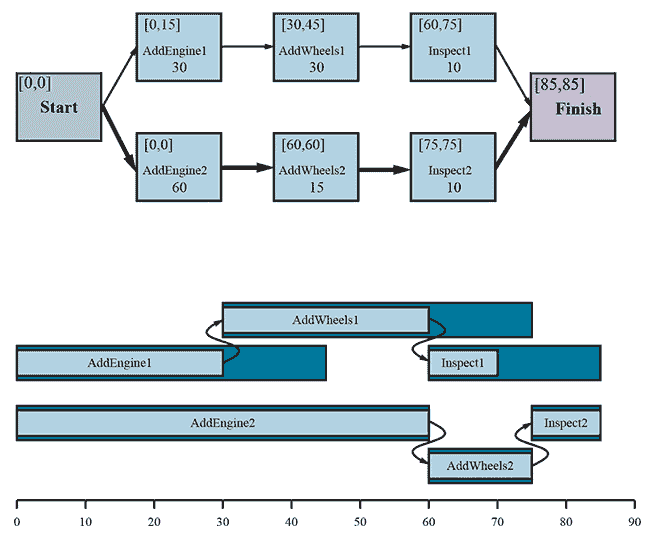 [0,15]
AddEngine1
30
[30,45]
AddWheels1
30
[60,75]
Inspect1
10
[0,0]
Start
[85,85]
Finish
[0,0]
AddEngine2
60
[60,60]
AddWheels2
15
[75,75]
Inspect2
10
AddWheels1
AddEngine1
Inspect1
AddEngine2
Inspect2
AddWheels2
0 10 20 30 40 50 60 70 80 90